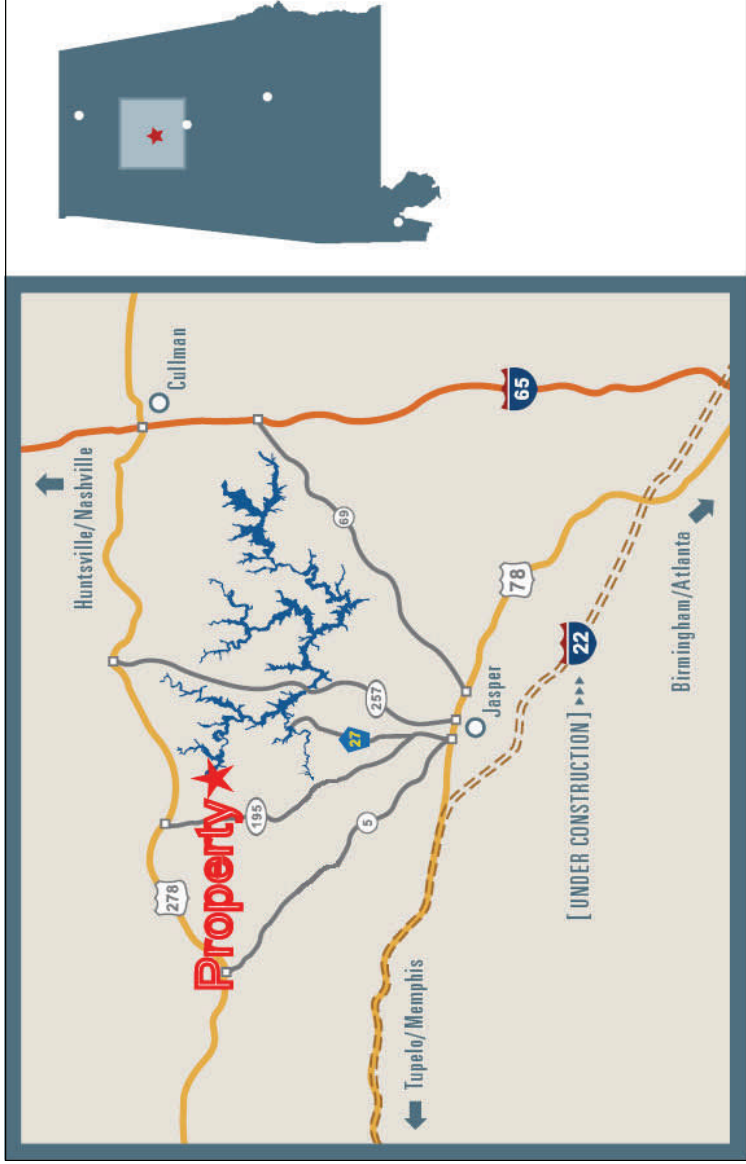 Huntsville/Nashville
Cullman
278
Property
195
27
257
69
5
65
Jasper
78
22
[ UNDER CONSTRUCTION ]
Tupelo/Memphis
Birmingham/Atlanta